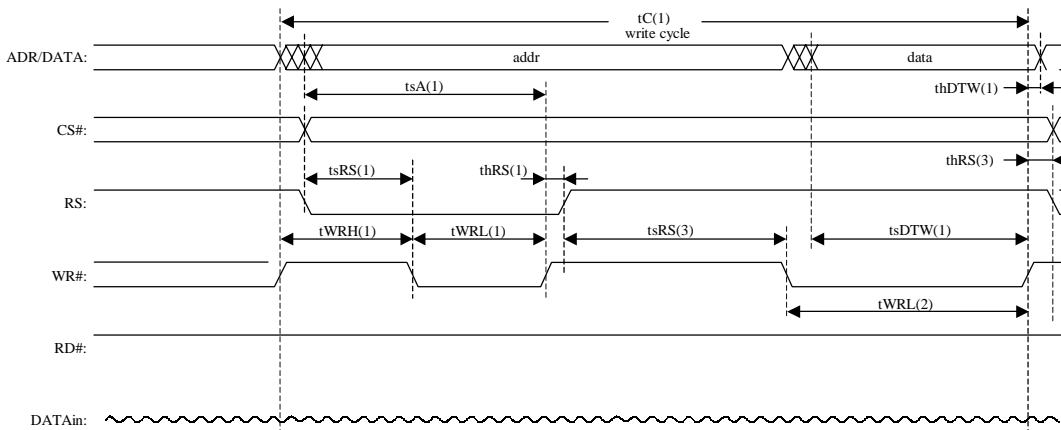 tC(1)
write cycle
ADR/DATA: addr data
tsA(1) thDTW(1)
CS#:
tsRS(1) thRS(1) thRS(3)
RS:
tWRH(1) tWRL(1) tsRS(3) tsDTW(1)
WR#:
tWRL(2)
RD#:
DATAin: